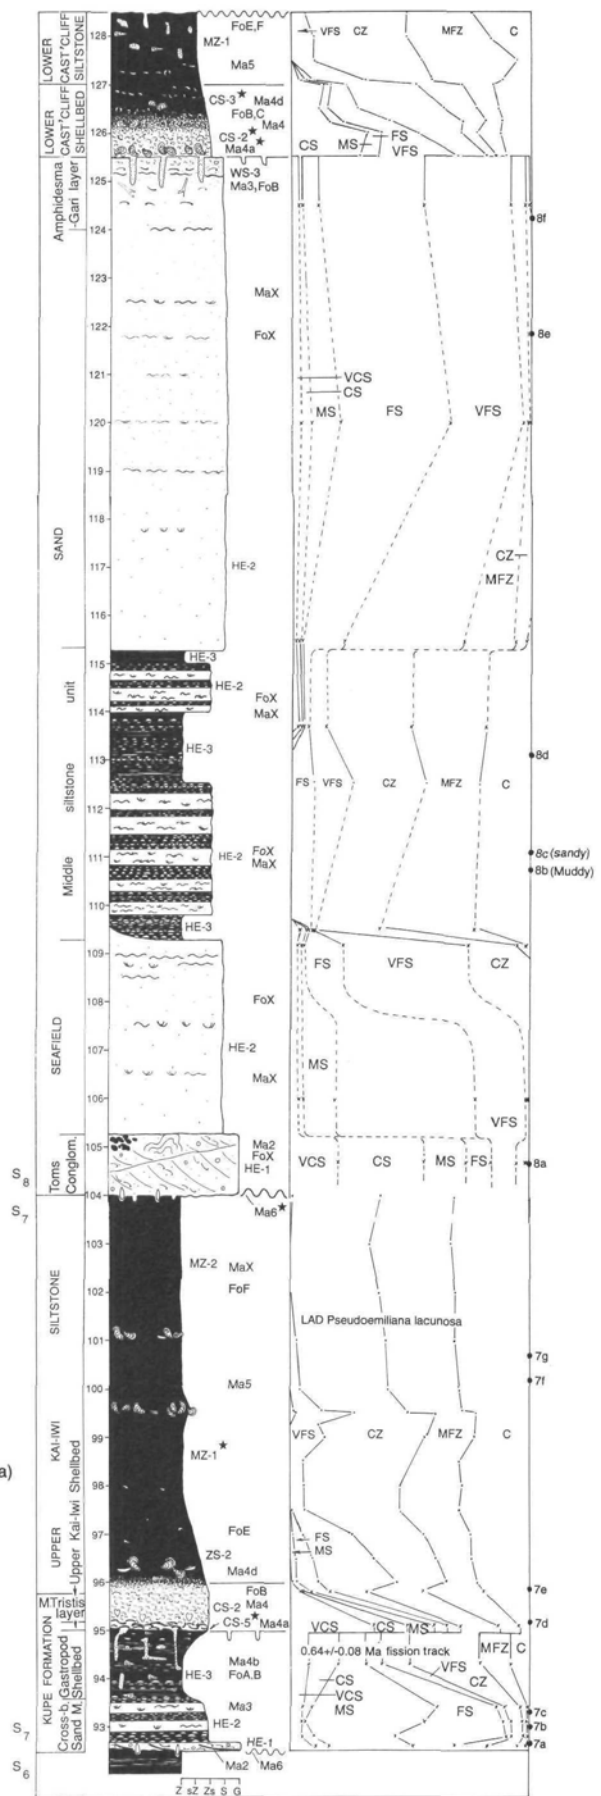 LOWER CAST'CLIFF SILTSTONE
128
127
FoE,F
MZ-1
Ma5
VFS
CZ
MFZ
C
LOWER CAST'CLIFF SHELLBED
126
CS-3 ★ Ma4d
FoB,C
Ma4
CS-2
Ma4a
CS
MS
FS
VFS
Amphidesma -Gari layer
125
124
WS-3
Ma3,FoB
8f
SAND
123
122
121
120
119
118
117
116
MaX
FoX
HE-2
8e
VCS
CS
MS
FS
VFS
CZ
MFZ
Middle siltstone unit
115
114
113
112
111
110
HE-3
HE-2
FoX
MaX
HE-3
HE-2
FoX
MaX
HE-3
8d
FS
VFS
CZ
MFZ
C
8c (sandy)
8b (Muddy)
SEAFIELD
109
108
107
106
FoX
HE-2
MaX
FS
VFS
CZ
MS
VFS
Toms Conglom.
105
104
Ma2
FoX
HE-1
VCS
CS
MS
FS
8a
S8
S7
Ma6 ★
UPPER KAI-IWI SILTSTONE
103
102
101
100
99
98
97
96
MZ-2
MaX
FoF
LAD Pseudoemiliana lacunosa
7g
7f
Ma5
VFS
CZ
MFZ
C
MZ-1 ★
a)
Upper Kai-Iwi Shellbed
FoE
ZS-2
Ma4d
FS
MS
7e
M.Tristis layer
95
FoB
CS-2
Ma4
CS-5
Ma4a
VCS
CS
MS
7d
KUPE FORMATION
Cross-b. Sand
Gastropod M. Shellbed
94
93
Ma4b
HE-3
FoA,B
Ma3
HE-2
HE-1
Ma2
Ma6
0.64+/-0.08 Ma fission track
MFZ
C
VFS
CZ
CS
VCS
MS
FS
7c
7b
7a
S7
S6
Z sZ Zs S G